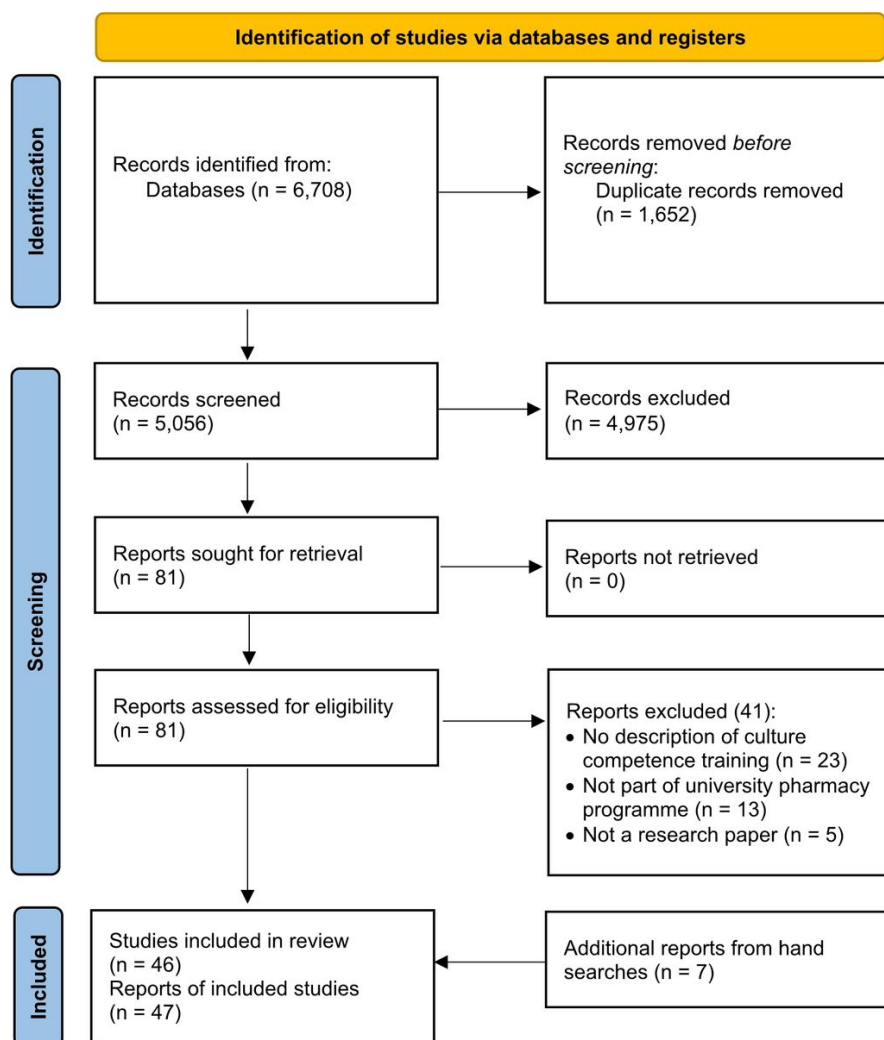 Identification of studies via databases and registers
Identification
Records identified from:
Databases (n = 6,708)
Records removed before
screening:
Duplicate records removed
(n = 1,652)
Screening
Records screened
(n = 5,056)
Records excluded
(n = 4,975)
Reports sought for retrieval
(n = 81)
Reports not retrieved
(n = 0)
Reports assessed for eligibility
(n = 81)
Reports excluded (41):
• No description of culture
competence training (n = 23)
• Not part of university pharmacy
programme (n = 13)
• Not a research paper (n = 5)
Included
Studies included in review
(n = 46)
Reports of included studies
(n = 47)
Additional reports from hand
searches (n = 7)